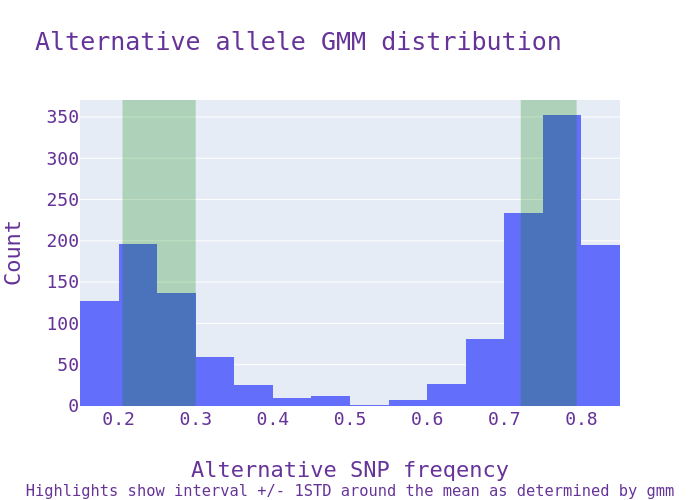 Alternative allele GMM distribution
350
300
250
200
150
100
50
0
Count
0.2 0.3 0.4 0.5 0.6 0.7 0.8
Alternative SNP freqency
Highlights show interval +/- 1STD around the mean as determined by gmm